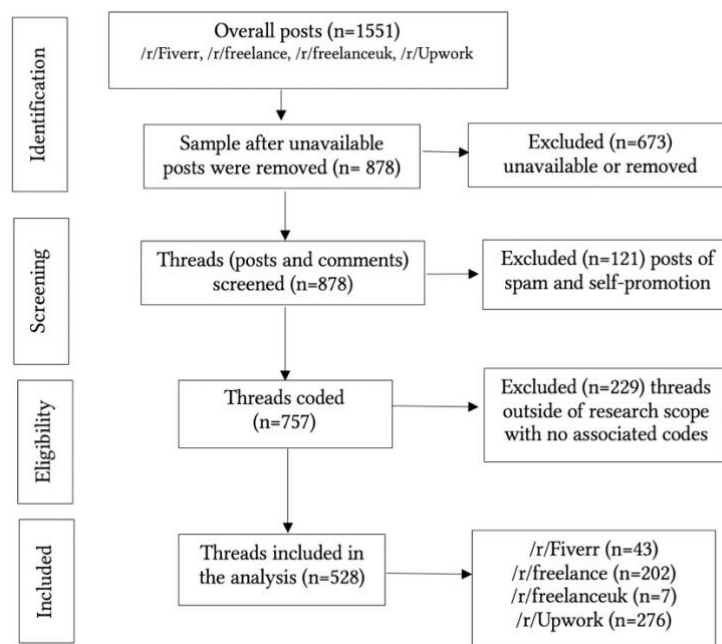 Identification
Overall posts (n=1551)
/r/Fiverr, /r/freelance, /r/freelanceuk, /r/Upwork
Sample after unavailable
posts were removed (n= 878)
Excluded (n=673)
unavailable or removed
Screening
Threads (posts and comments)
screened (n=878)
Excluded (n=121) posts of
spam and self-promotion
Eligibility
Threads coded
(n=757)
Excluded (n=229) threads
outside of research scope
with no associated codes
Included
Threads included in
the analysis (n=528)
/r/Fiverr (n=43)
/r/freelance (n=202)
/r/freelanceuk (n=7)
/r/Upwork (n=276)